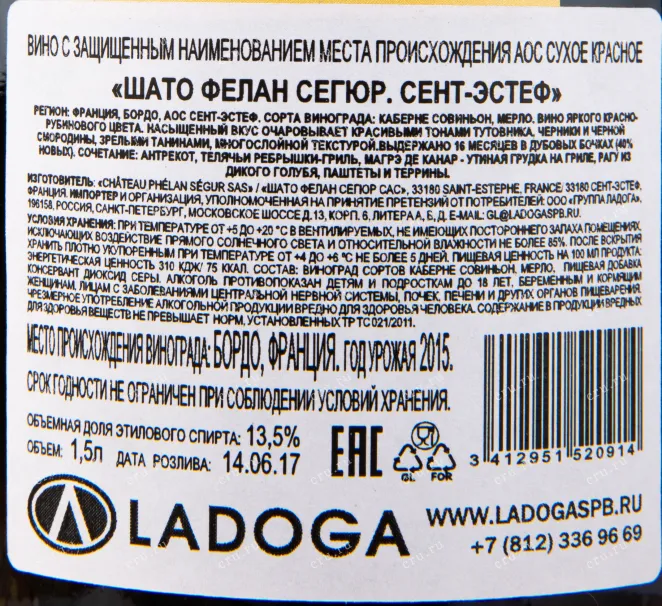 ВИНО С ЗАЩИЩЕННЫМ НАИМЕНОВАНИЕМ МЕСТА ПРОИСХОЖДЕНИЯ АОС СУХОЕ КРАСНОЕ
«ШАТО ФЕЛАН СЕГЮР. СЕНТ-ЭСТЕФ»
РЕГИОН: ФРАНЦИЯ, БОРДО, АОС СЕНТ-ЭСТЕФ. СОРТА ВИНОГРАДА: КАБЕРНЕ СОВИНЬОН, МЕРЛО. ВИНО ЯРКОГО КРАСНО-
РУБИНОВОГО ЦВЕТА. НАСЫЩЕННЫЙ ВКУС ОЧАРОВЫВАЕТ КРАСИВЫМИ ТОНАМИ ТУТОВНИКА, ЧЕРНИКИ И ЧЕРНОЙ
СМОРОДИНЫ, ЗРЕЛЫМИ ТАНИНАМИ, МНОГОСЛОЙНОЙ ТЕКСТУРОЙ. ВЫДЕРЖАНО 16 МЕСЯЦЕВ В ДУБОВЫХ БОЧКАХ (40%
НОВЫХ). СОЧЕТАНИЕ: АНТРЕКОТ, ТЕЛЯЧЬИ РЕБРЫШКИ-ГРИЛЬ, МАГРЭ ДЕ КАНАР - УТИНАЯ ГРУДКА НА ГРИЛЕ, РАГУ ИЗ
ДИКОГО ГОЛУБЯ, ПАШТЕТЫ И ТЕРРИНЫ.
ИЗГОТОВИТЕЛЬ: «CHÂTEAU PHÉLAN SÉGUR SAS» / «ШАТО ФЕЛАН СЕГЮР САС», 33180 SAINT-ESTEPHE, FRANCE/ 33180 СЕНТ-ЭСТЕФ,
ФРАНЦИЯ. ИМПОРТЕР И ОРГАНИЗАЦИЯ, УПОЛНОМОЧЕННАЯ НА ПРИНЯТИЕ ПРЕТЕНЗИЙ ОТ ПОТРЕБИТЕЛЕЙ: ООО «ГРУППА ЛАДОГА»,
196158, РОССИЯ, САНКТ-ПЕТЕРБУРГ, МОСКОВСКОЕ ШОССЕ Д. 13, КОРП. 6, ЛИТЕРА А, Б, Д. E-MAIL: GL@LADOGASPB.RU.
УСЛОВИЯ ХРАНЕНИЯ: ПРИ ТЕМПЕРАТУРЕ ОТ +5 ДО +20 °С В ВЕНТИЛИРУЕМЫХ, НЕ ИМЕЮЩИХ ПОСТОРОННЕГО ЗАПАХА ПОМЕЩЕНИЯХ,
ИСКЛЮЧАЮЩИХ ВОЗДЕЙСТВИЕ ПРЯМОГО СОЛНЕЧНОГО СВЕТА И ОТНОСИТЕЛЬНОЙ ВЛАЖНОСТИ НЕ БОЛЕЕ 85%. ПОСЛЕ ВСКРЫТИЯ
ХРАНИТЬ ПЛОТНО УКУПОРЕННЫМ ПРИ ТЕМПЕРАТУРЕ ОТ +4 ДО +6 °С НЕ БОЛЕЕ 5 ДНЕЙ. ПИЩЕВАЯ ЦЕННОСТЬ НА 100 МЛ ПРОДУКТА:
ЭНЕРГЕТИЧЕСКАЯ ЦЕННОСТЬ 310 КДЖ/ 75 ККАЛ. СОСТАВ: ВИНОГРАД СОРТОВ КАБЕРНЕ СОВИНЬОН, МЕРЛО, ПИЩЕВАЯ ДОБАВКА
КОНСЕРВАНТ ДИОКСИД СЕРЫ. АЛКОГОЛЬ ПРОТИВОПОКАЗАН ДЕТЯМ И ПОДРОСТКАМ ДО 18 ЛЕТ, БЕРЕМЕННЫМ И КОРМЯЩИМ
ЖЕНЩИНАМ, ЛИЦАМ С ЗАБОЛЕВАНИЯМИ ЦЕНТРАЛЬНОЙ НЕРВНОЙ СИСТЕМЫ, ПОЧЕК, ПЕЧЕНИ И ДРУГИХ ОРГАНОВ ПИЩЕВАРЕНИЯ.
ЧРЕЗМЕРНОЕ УПОТРЕБЛЕНИЕ АЛКОГОЛЬНОЙ ПРОДУКЦИИ ВРЕДНО ДЛЯ ЗДОРОВЬЯ ЧЕЛОВЕКА. СОДЕРЖАНИЕ В ПРОДУКЦИИ ВРЕДНЫХ
ДЛЯ ЗДОРОВЬЯ ВЕЩЕСТВ НЕ ПРЕВЫШАЕТ НОРМ, УСТАНОВЛЕННЫХ ТР ТС 021/2011.
МЕСТО ПРОИСХОЖДЕНИЯ ВИНОГРАДА: БОРДО, ФРАНЦИЯ. ГОД УРОЖАЯ 2015.
СРОК ГОДНОСТИ НЕ ОГРАНИЧЕН ПРИ СОБЛЮДЕНИИ УСЛОВИЙ ХРАНЕНИЯ.
ОБЪЕМНАЯ ДОЛЯ ЭТИЛОВОГО СПИРТА: 13,5%
ОБЪЕМ: 1,5л ДАТА РОЗЛИВА: 14.06.17
EAC
GL FOR
3 412951 520914
LADOGA
WWW.LADOGASPB.RU
+7 (812) 336 96 69